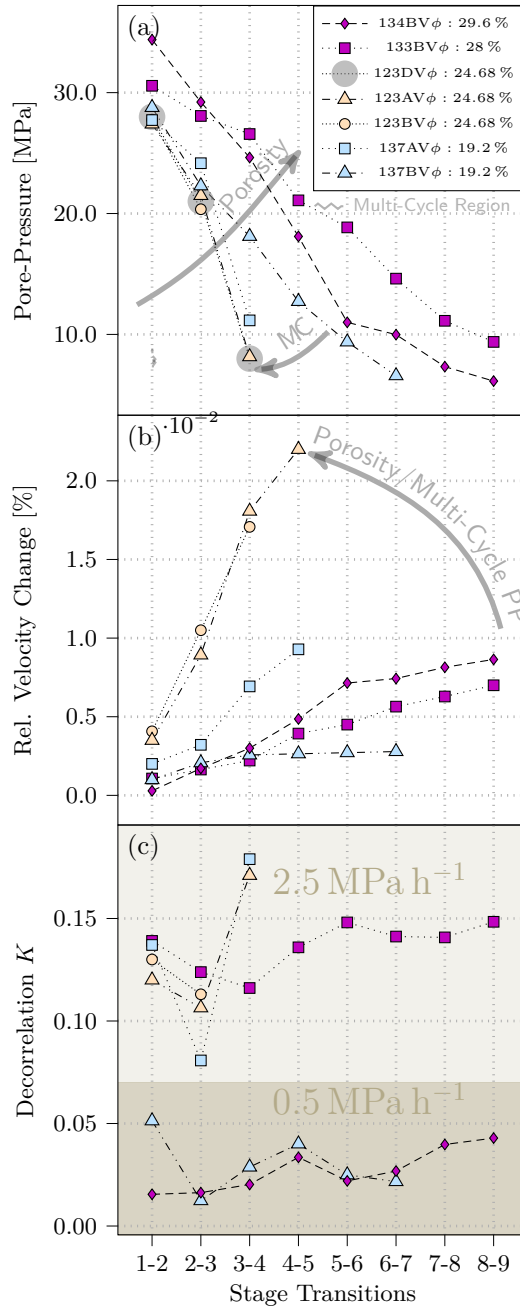 (a)
134BVϕ : 29.6 %
133BVϕ : 28 %
123DVϕ : 24.68 %
123AVϕ : 24.68 %
123BVϕ : 24.68 %
137AVϕ : 19.2 %
137BVϕ : 19.2 %
Multi-Cycle Region
Pore-Pressure [MPa]
30.0
20.0
10.0
Porosity
MC
(b)
·10⁻²
Rel. Velocity Change [%]
2.0
1.5
1.0
0.5
0.0
Porosity/Multi-Cycle PP
(c)
Decorrelation K
0.15
0.10
0.05
0.00
2.5 MPa h⁻¹
0.5 MPa h⁻¹
1-2 2-3 3-4 4-5 5-6 6-7 7-8 8-9
Stage Transitions